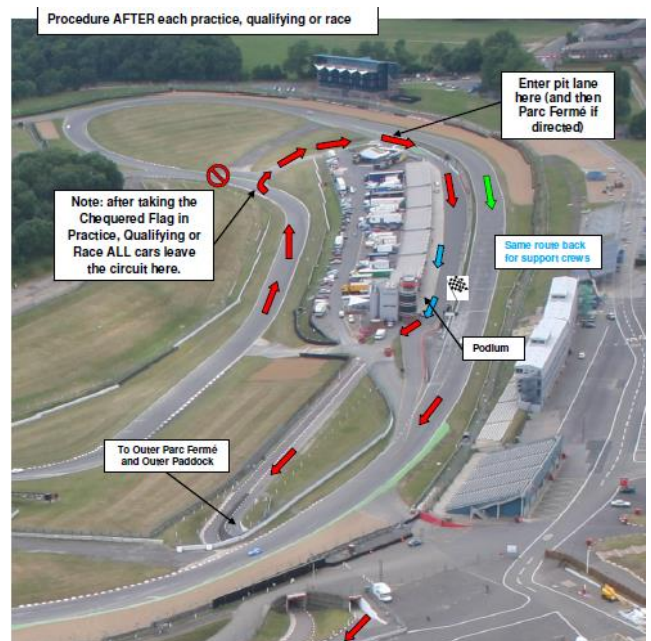 Procedure AFTER each practice, qualifying or race
Enter pit lane
here (and then
Parc Fermé if
directed)
Note: after taking the
Chequered Flag in
Practice, Qualifying or
Race ALL cars leave
the circuit here.
Same route back
for support crews
Podium
To Outer Parc Fermé
and Outer Paddock